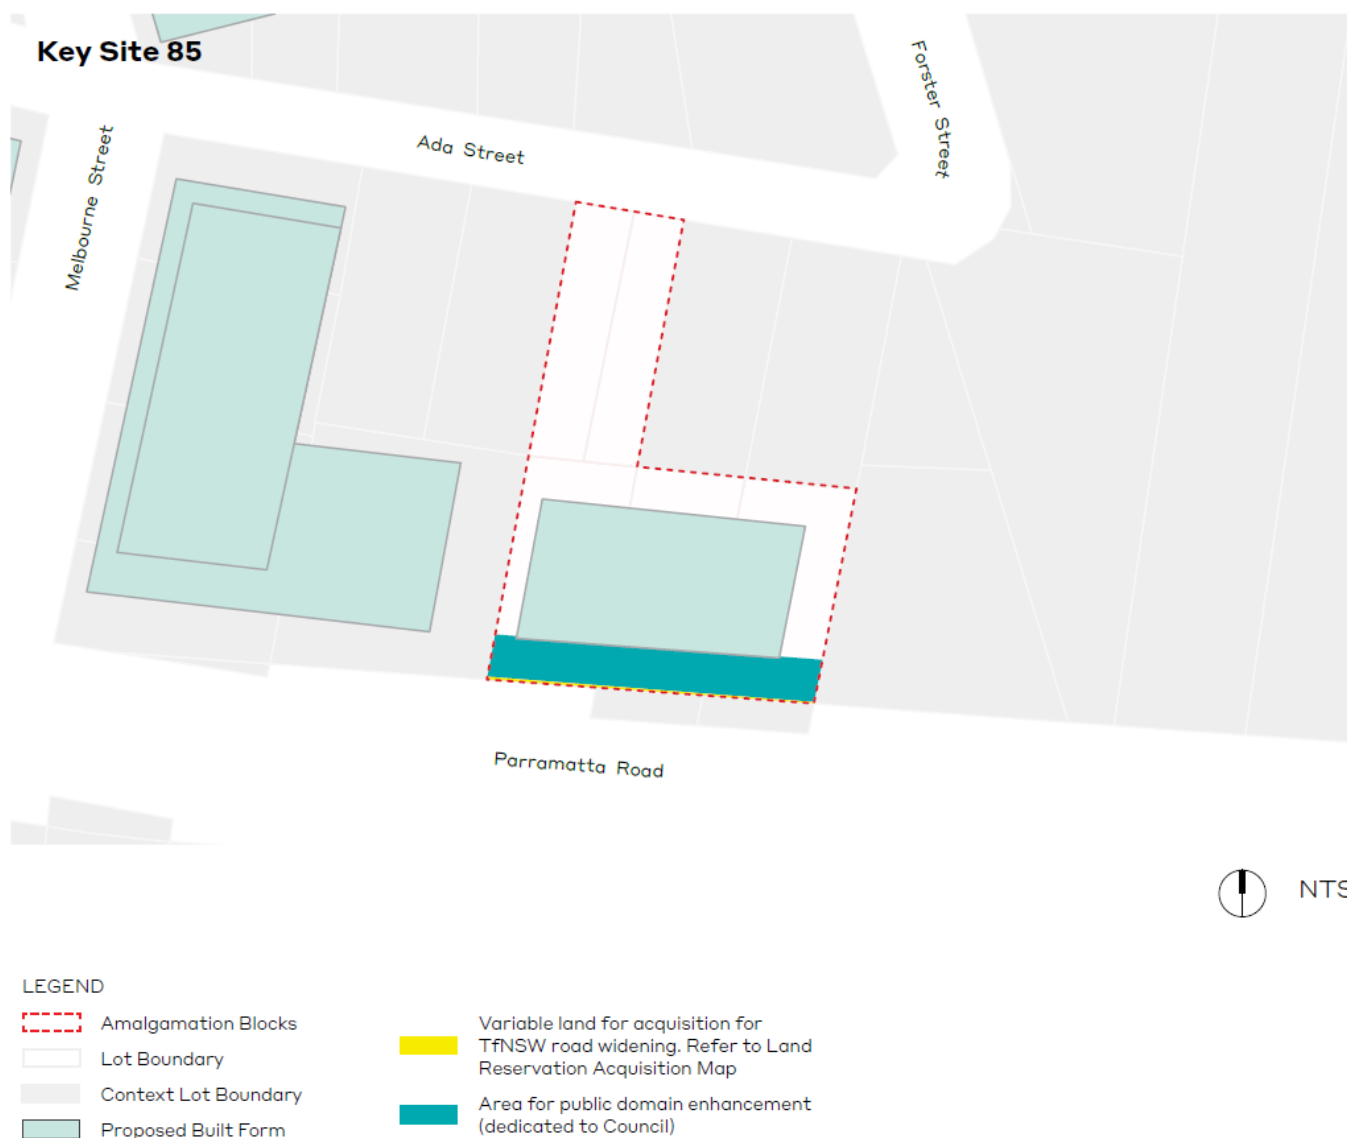 Key Site 85
Forster Street
Ada Street
Melbourne Street
Parramatta Road
NTS
LEGEND
Amalgamation Blocks
Lot Boundary
Context Lot Boundary
Proposed Built Form
Variable land for acquisition for
TfNSW road widening. Refer to Land
Reservation Acquisition Map
Area for public domain enhancement
(dedicated to Council)